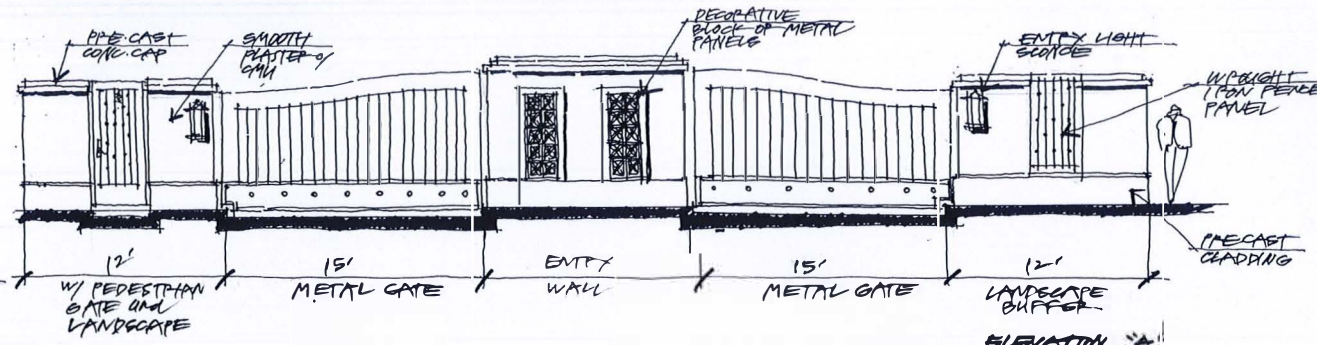 PRE-CAST
CONC. CAP
SMOOTH
PLASTER O/
CMU
DECORATIVE
BLOCK OR METAL
PANELS
ENTRY LIGHT
SCONCE
WROUGHT
IRON FENCE
PANEL
PRECAST
CLADDING
12'
W/ PEDESTRIAN
GATE AND
LANDSCAPE
15'
METAL GATE
ENTRY
WALL
15'
METAL GATE
12'
LANDSCAPE
BUFFER
ELEVATION "A"